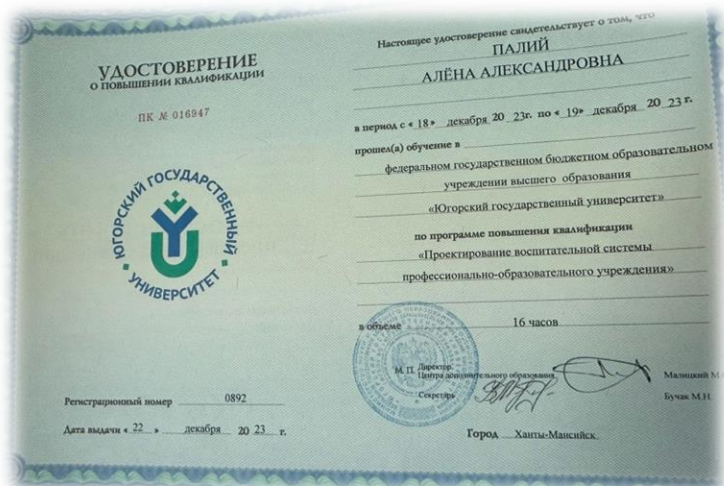 УДОСТОВЕРЕНИЕ
О ПОВЫШЕНИИ КВАЛИФИКАЦИИ
ПК № 016947
ЮГОРСКИЙ ГОСУДАРСТВЕННЫЙ УНИВЕРСИТЕТ
Регистрационный номер 0892
Дата выдачи « 22 » декабря 20 23 г.
Настоящее удостоверение свидетельствует о том, что
ПАЛИЙ
АЛЁНА АЛЕКСАНДРОВНА
в период с « 18 » декабря 20 23г. по « 19 » декабря 20 23 г.
прошел(а) обучение в
федеральном государственном бюджетном образовательном
учреждении высшего образования
«Югорский государственный университет»
по программе повышения квалификации
«Проектирование воспитательной системы
профессионально-образовательного учреждения»
в объеме 16 часов
М. П. Директор
Центра дополнительного образования Малицкий М.
Секретарь Бучак М.Н.
Город Ханты-Мансийск